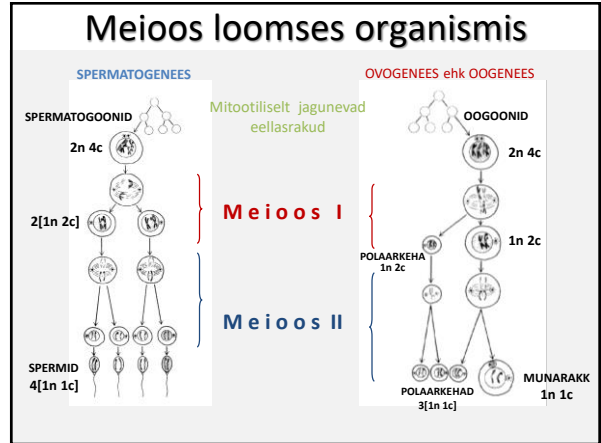 Meioos loomses organismis
SPERMATOGENEES
OVOGENEES ehk OOGENEES
SPERMATOGOONID
Mitootiliselt jagunevad
eellasrakud
OOGOONID
2n 4c
2n 4c
Meioos I
2[1n 2c]
1n 2c
POLAARKEHA
1n 2c
Meioos II
SPERMID
4[1n 1c]
POLAARKEHAD
3[1n 1c]
MUNARAKK
1n 1c